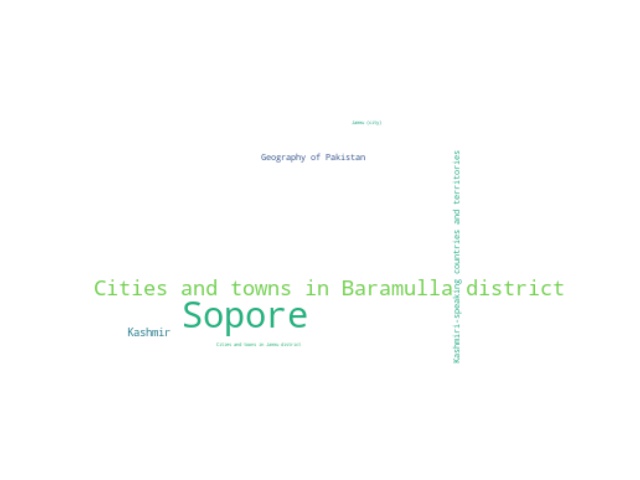 Jammu (city)
Geography of Pakistan
Kashmiri-speaking countries and territories
Cities and towns in Baramulla district
Sopore
Kashmir
Cities and towns in Jammu district